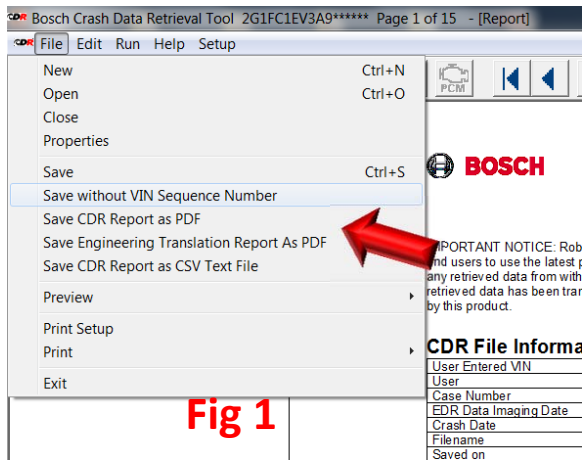 CDR Bosch Crash Data Retrieval Tool 2G1FC1EV3A9****** Page 1 of 15 - [Report]
CDR File Edit Run Help Setup
New Ctrl+N
Open Ctrl+O
Close
Properties
Save Ctrl+S
Save without VIN Sequence Number
Save CDR Report as PDF
Save Engineering Translation Report As PDF
Save CDR Report as CSV Text File
Preview
Print Setup
Print
Exit
Fig 1
PCM
BOSCH
PORTANT NOTICE: Rob
nd users to use the latest p
any retrieved data from with
retrieved data has been tran
by this product.
CDR File Informa
User Entered VIN
User
Case Number
EDR Data Imaging Date
Crash Date
Filename
Saved on